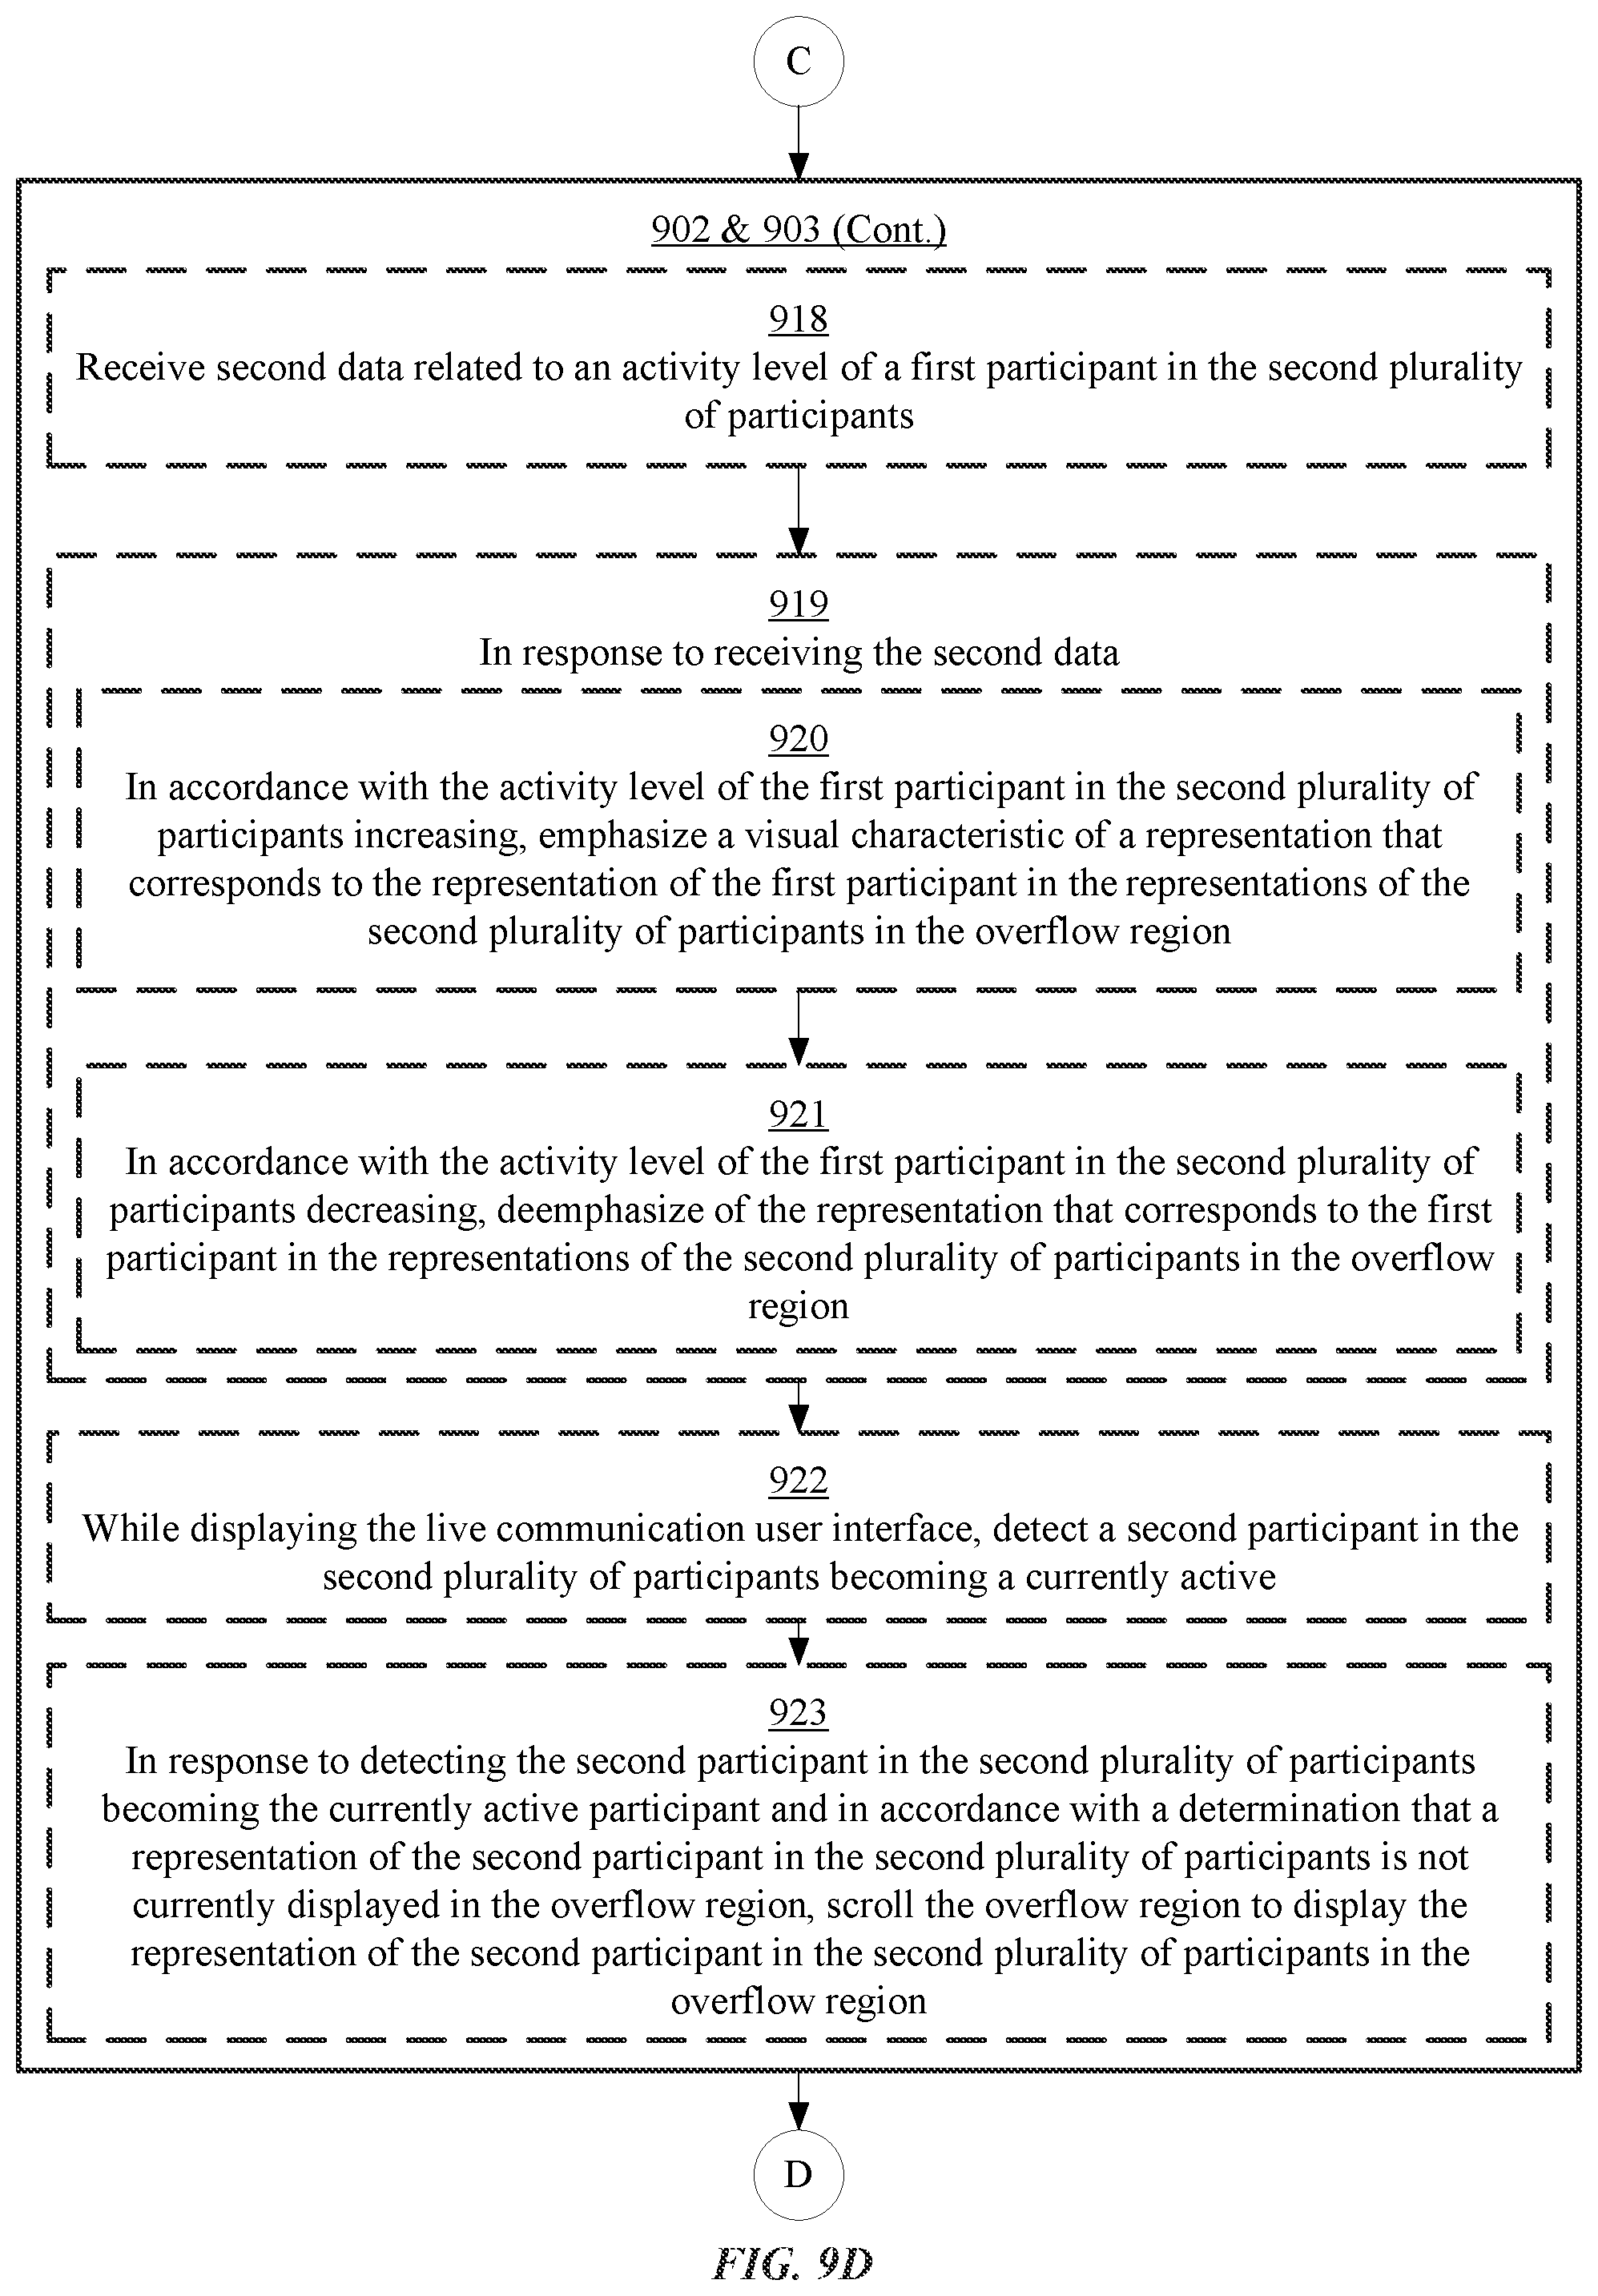 C
902 & 903 (Cont.)
918
Receive second data related to an activity level of a first participant in the second plurality
of participants
919
In response to receiving the second data
920
In accordance with the activity level of the first participant in the second plurality of
participants increasing, emphasize a visual characteristic of a representation that
corresponds to the representation of the first participant in the representations of the
second plurality of participants in the overflow region
921
In accordance with the activity level of the first participant in the second plurality of
participants decreasing, deemphasize of the representation that corresponds to the first
participant in the representations of the second plurality of participants in the overflow
region
922
While displaying the live communication user interface, detect a second participant in the
second plurality of participants becoming a currently active
923
In response to detecting the second participant in the second plurality of participants
becoming the currently active participant and in accordance with a determination that a
representation of the second participant in the second plurality of participants is not
currently displayed in the overflow region, scroll the overflow region to display the
representation of the second participant in the second plurality of participants in the
overflow region
D
FIG. 9D